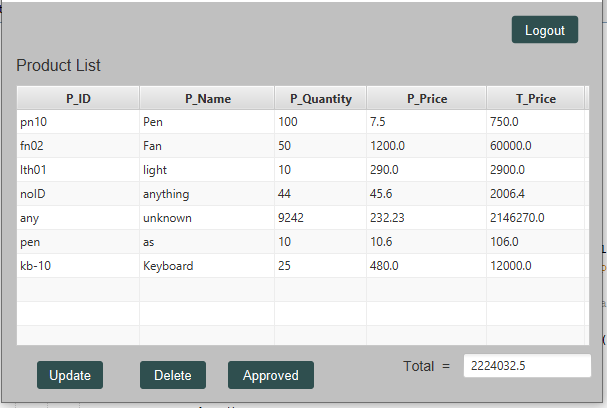 Logout
Product List
P_ID P_Name P_Quantity P_Price T_Price
pn10 Pen 100 7.5 750.0
fn02 Fan 50 1200.0 60000.0
lth01 light 10 290.0 2900.0
noID anything 44 45.6 2006.4
any unknown 9242 232.23 2146270.0
pen as 10 10.6 106.0
kb-10 Keyboard 25 480.0 12000.0
Total = 2224032.5
Update Delete Approved